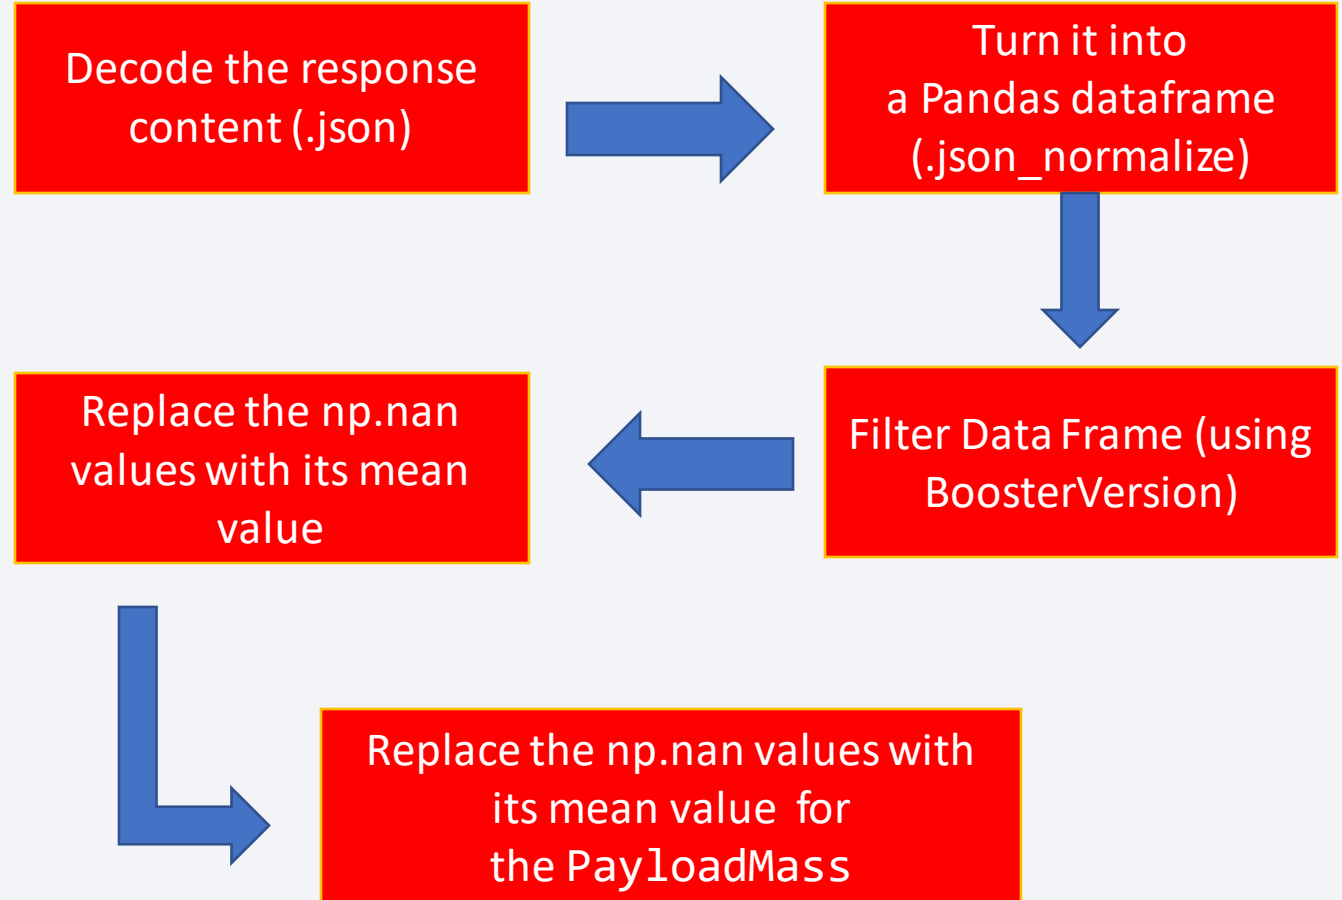 Decode the response
content (.json)
Turn it into
a Pandas dataframe
(.json_normalize)
Filter Data Frame (using
BoosterVersion)
Replace the np.nan
values with its mean
value
Replace the np.nan values with
its mean value for
the PayloadMass